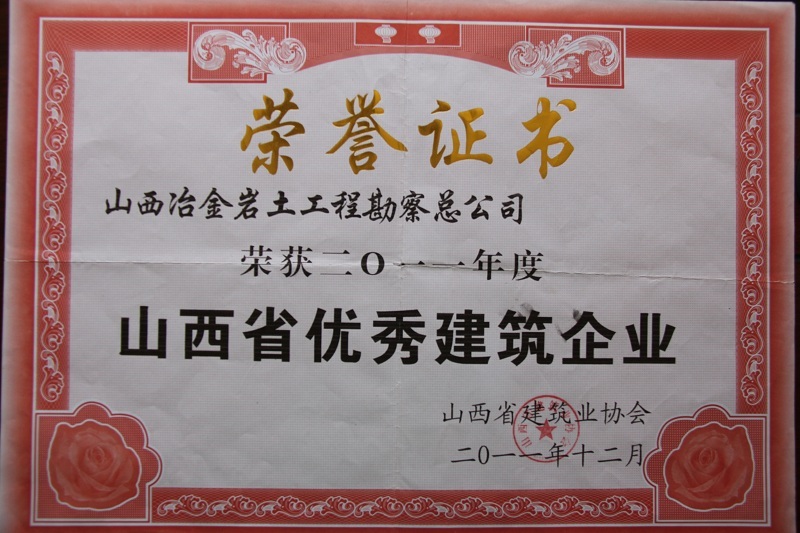 荣誉证书
山西冶金岩土工程勘察总公司
荣获二O一一年度
山西省优秀建筑企业
山西省建筑业协会
二O一一年十二月